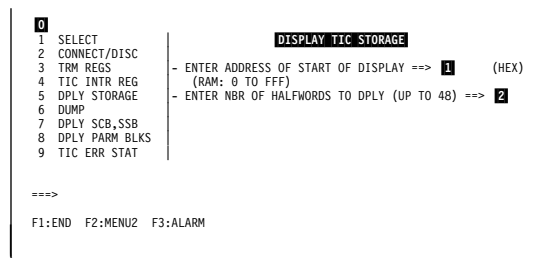 0
1 SELECT DISPLAY TIC STORAGE
2 CONNECT/DISC
3 TRM REGS - ENTER ADDRESS OF START OF DISPLAY ==> 1 (HEX)
4 TIC INTR REG (RAM: 0 TO FFF)
5 DPLY STORAGE - ENTER NBR OF HALFWORDS TO DPLY (UP TO 48) ==> 2
6 DUMP
7 DPLY SCB,SSB
8 DPLY PARM BLKS
9 TIC ERR STAT
===>
F1:END F2:MENU2 F3:ALARM